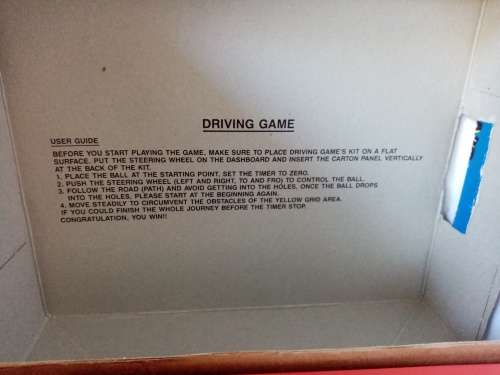 DRIVING GAME
USER GUIDE
BEFORE YOU START PLAYING THE GAME, MAKE SURE TO PLACE DRIVING GAME'S KIT ON A FLAT
SURFACE. PUT THE STEERING WHEEL ON THE DASHBOARD AND INSERT THE CARTON PANEL VERTICALLY
AT THE BACK OF THE KIT.
1. PLACE THE BALL AT THE STARTING POINT, SET THE TIMER TO ZERO.
2. PUSH THE STEERING WHEEL (LEFT AND RIGHT, TO AND FRO) TO CONTROL THE BALL.
3. FOLLOW THE ROAD (PATH) AND AVOID GETTING INTO THE HOLES. ONCE THE BALL DROPS
INTO THE HOLES, PLEASE START AT THE BEGINNING AGAIN.
4. MOVE STEADILY TO CIRCUMVENT THE OBSTACLES OF THE YELLOW GRID AREA.
IF YOU COULD FINISH THE WHOLE JOURNEY BEFORE THE TIMER STOP.
CONGRATULATION, YOU WIN!!